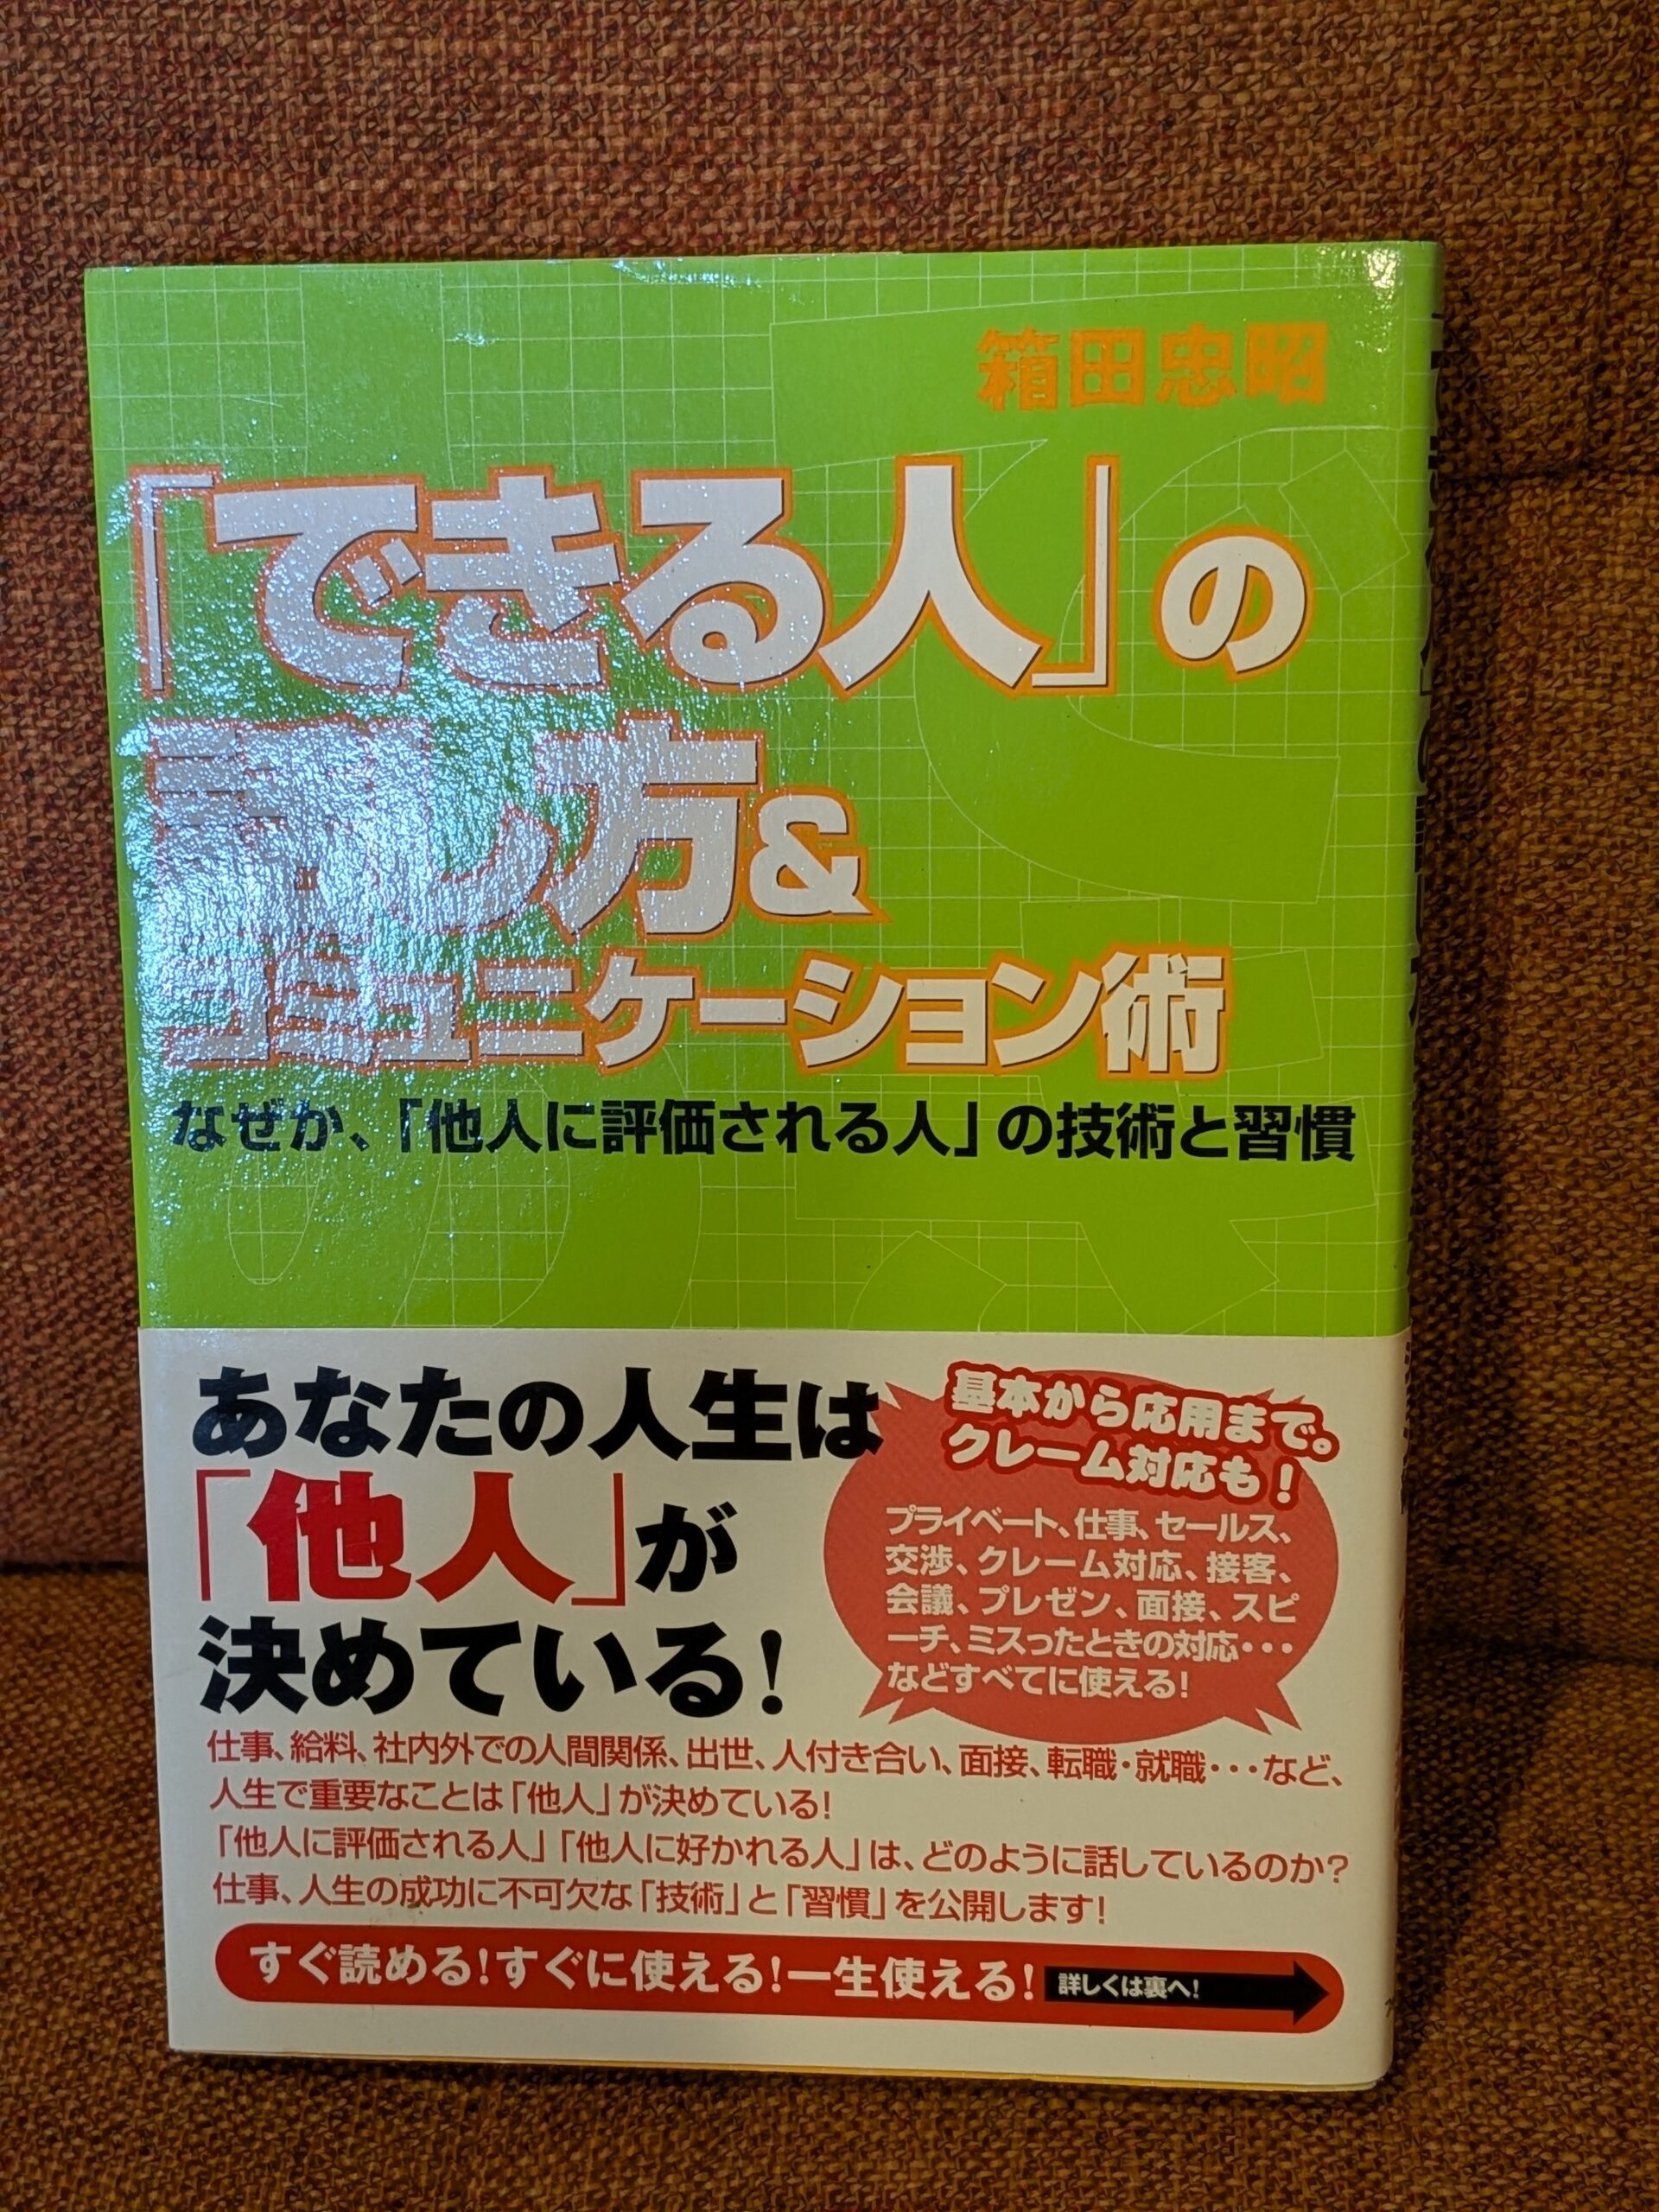 箱田忠昭
「できる人」の
話し方&
コミュニケーション術
なぜか、「他人に評価される人」の技術と習慣
あなたの人生は
「他人」が
決めている!
基本から応用まで。
クレーム対応も!
プライベート、仕事、セールス、
交渉、クレーム対応、接客、
会議、プレゼン、面接、スピ
ーチ、ミスったときの対応・・・
などすべてに使える!
仕事、給料、社内外での人間関係、出世、人付き合い、面接、転職・就職・・・など、
人生で重要なことは「他人」が決めている!
「他人に評価される人」「他人に好かれる人」は、どのように話しているのか?
仕事、人生の成功に不可欠な「技術」と「習慣」を公開します!
すぐ読める!すぐに使える!一生使える! 詳しくは裏へ!